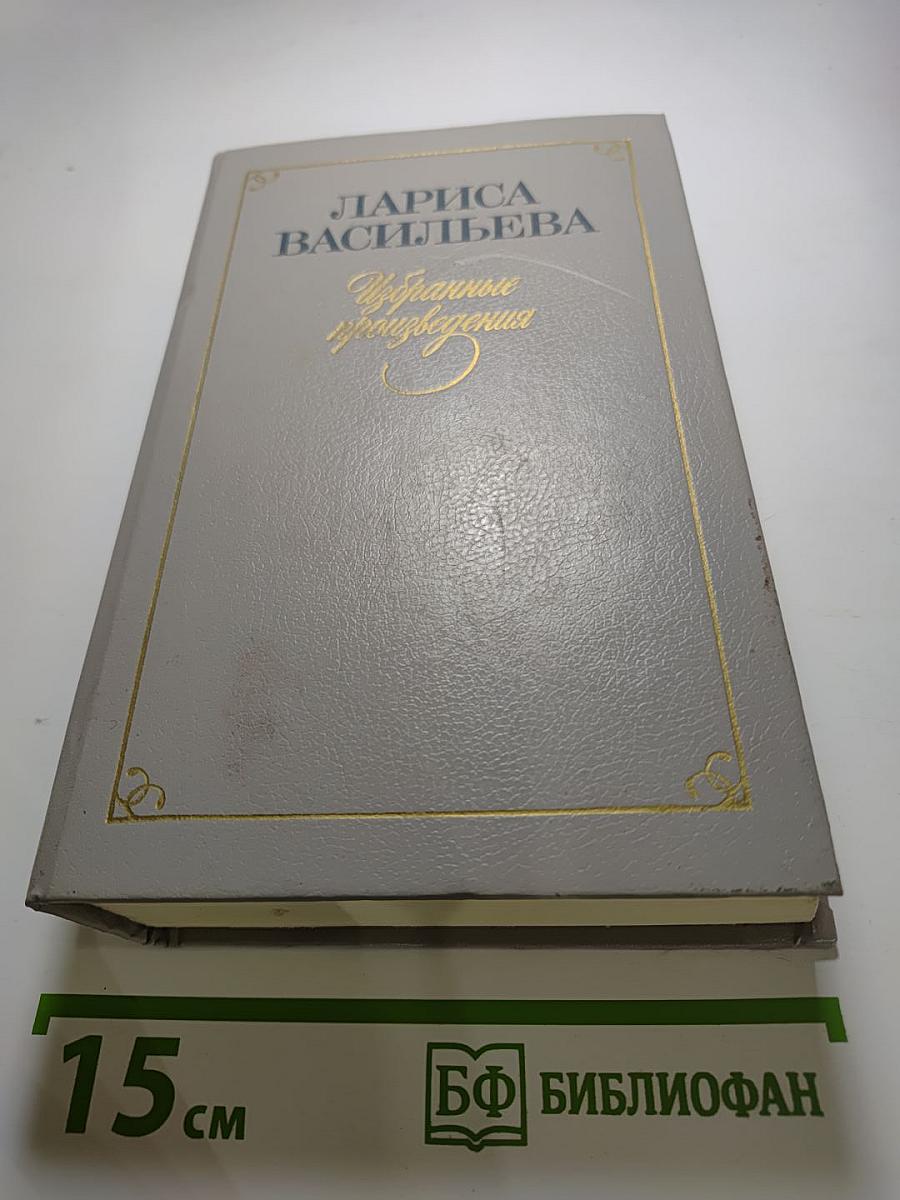 ЛАРИСА
ВАСИЛЬЕВА
Избранные
произведения
15 см
БФ БИБЛИОФАН